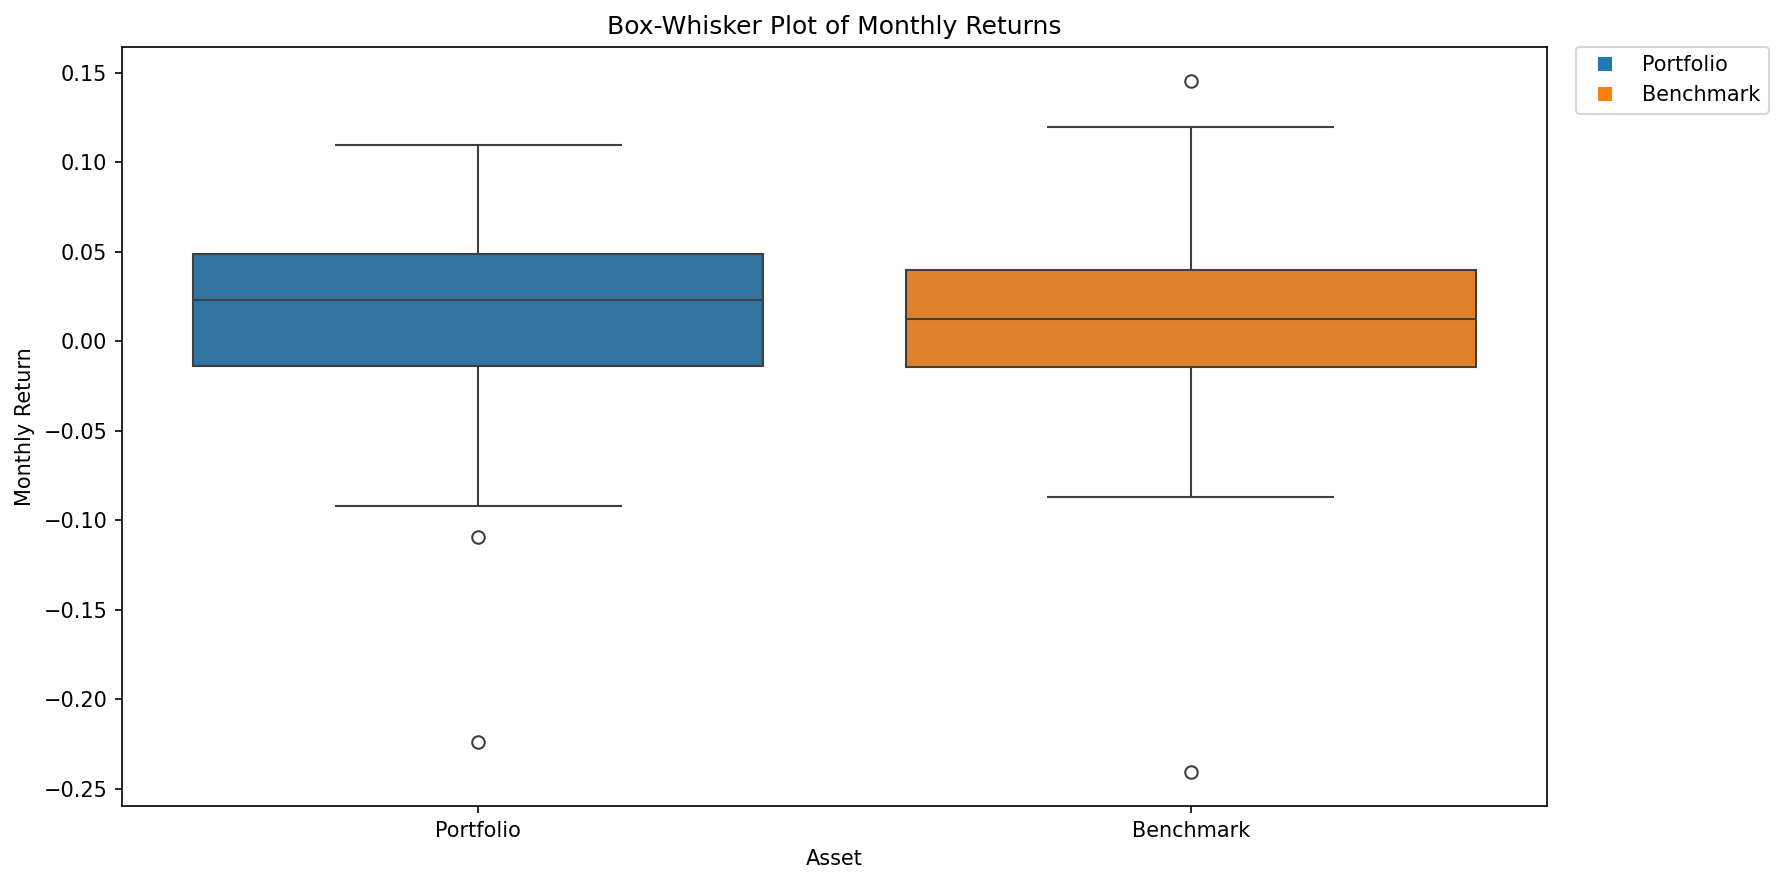 Box-Whisker Plot of Monthly Returns
Portfolio
Benchmark
0.15
0.10
0.05
0.00
−0.05
−0.10
−0.15
−0.20
−0.25
Monthly Return
Portfolio
Benchmark
Asset